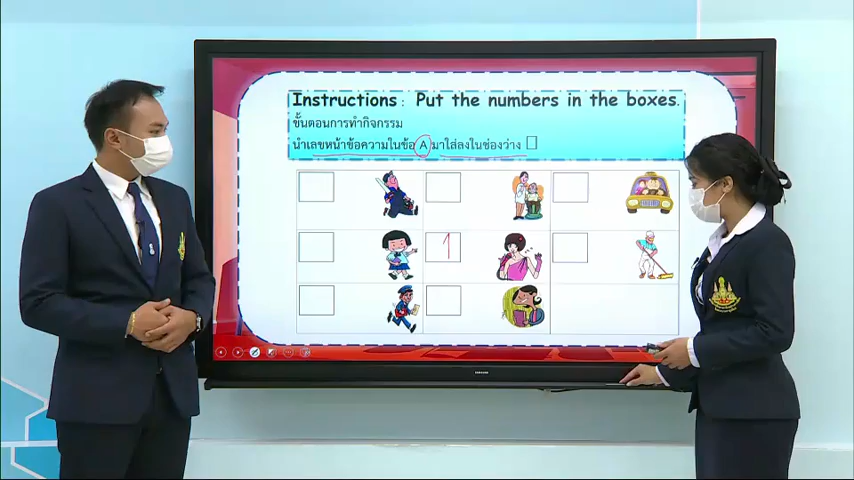 Instructions : Put the numbers in the boxes.
ขั้นตอนการทำกิจกรรม
นำเลขหน้าข้อความในข้อ A มาใส่ลงในช่องว่าง
1